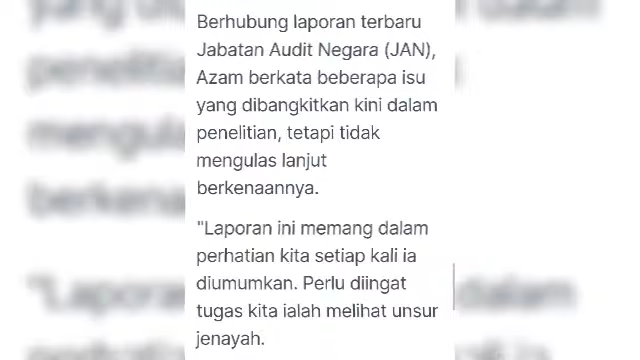 Berhubung laporan terbaru
Jabatan Audit Negara (JAN),
Azam berkata beberapa isu
yang dibangkitkan kini dalam
penelitian, tetapi tidak
mengulas lanjut
berkenaannya.
"Laporan ini memang dalam
perhatian kita setiap kali ia
diumumkan. Perlu diingat
tugas kita ialah melihat unsur
jenayah.